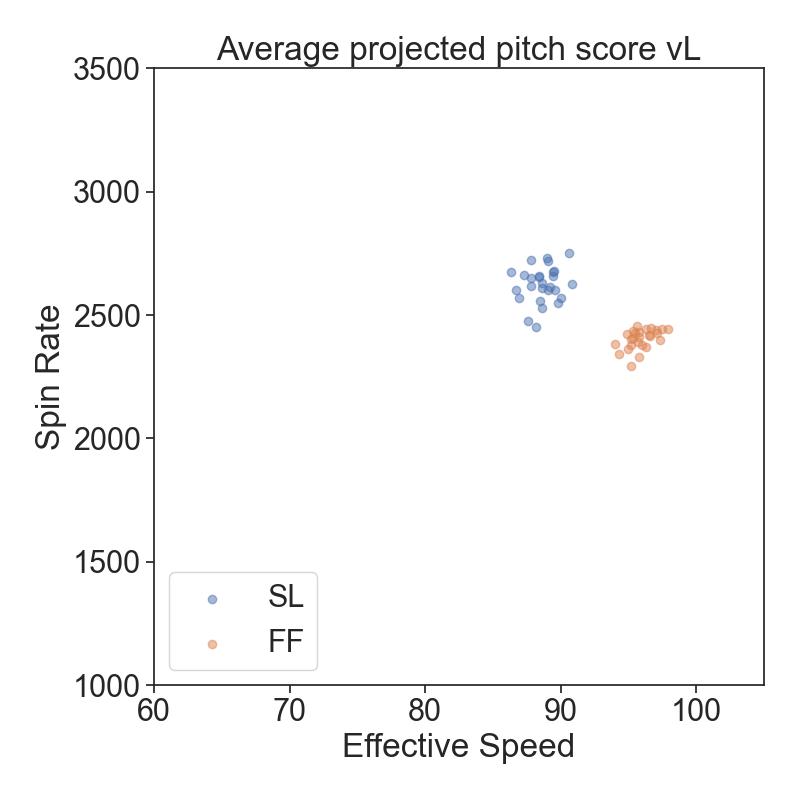 Average projected pitch score vL
3500
3000
2500
2000
1500
1000
Spin Rate
SL
FF
60 70 80 90 100
Effective Speed